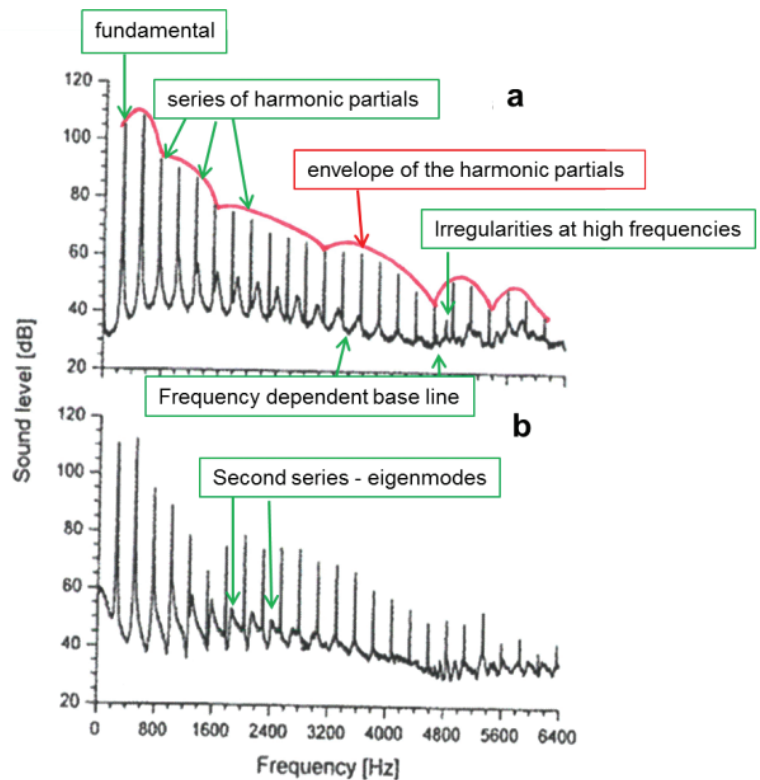 fundamental
120
series of harmonic partials
a
100
envelope of the harmonic partials
80
Irregularities at high frequencies
60
40
20
Frequency dependent base line
Sound level [dB]
120
b
100
Second series - eigenmodes
80
60
40
20
0 800 1600 2400 3200 4000 4800 5600 6400
Frequency [Hz]